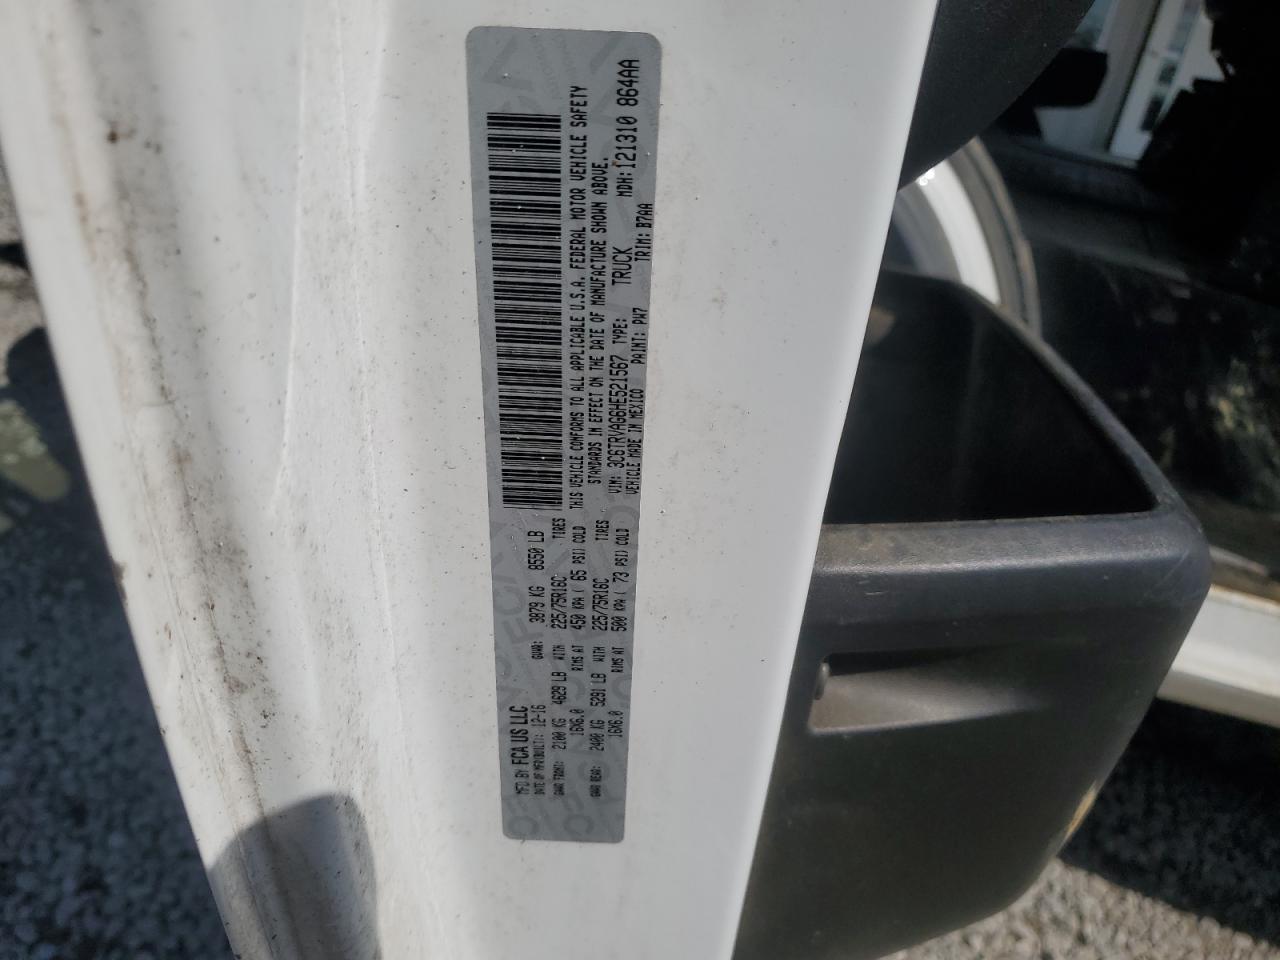 MFD BY FCA US LLC
DATE OF MFR(BUILT): 12-16 GVWR: 3879 KG 8550 LB
GAWR FRONT: 2100 KG 4629 LB WITH 225/75R16C TIRES
16X6.0 RIMS AT 450 KPA ( 65 PSI) COLD
GAWR REAR: 2400 KG 5291 LB WITH 225/75R16C TIRES
16X6.0 RIMS AT 500 KPA ( 73 PSI) COLD
THIS VEHICLE CONFORMS TO ALL APPLICABLE U.S.A. FEDERAL MOTOR VEHICLE SAFETY
STANDARDS IN EFFECT ON THE DATE OF MANUFACTURE SHOWN ABOVE.
VIN: 3C6TRVAG6HE521567 TYPE: TRUCK MDH: 121310 864AA
VEHICLE MADE IN MEXICO PAINT: PW7 TRIM: B7AA